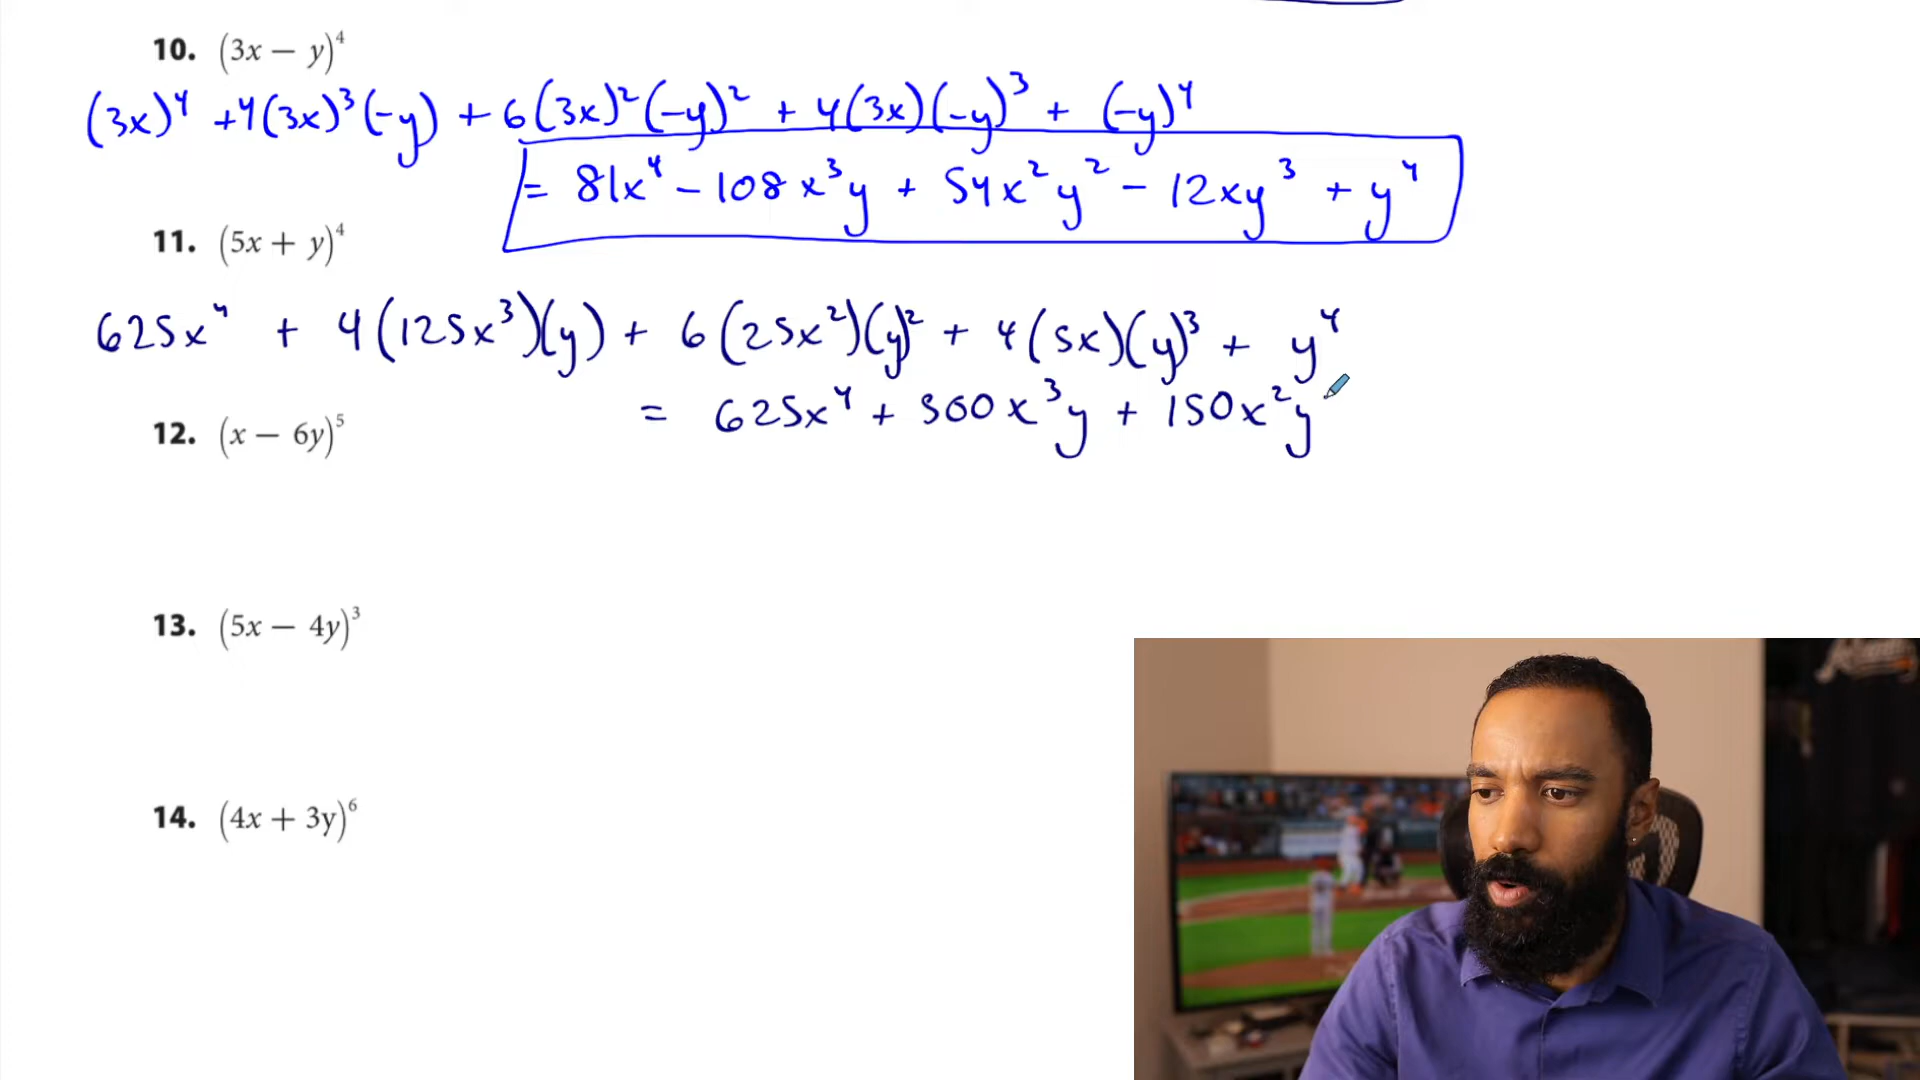 10. (3x − y)⁴
(3x)⁴ + 4(3x)³(-y) + 6(3x)²(-y)² + 4(3x)(-y)³ + (-y)⁴
= 81x⁴ - 108x³y + 54x²y² - 12xy³ + y⁴
11. (5x + y)⁴
625x⁴ + 4(125x³)(y) + 6(25x²)(y)² + 4(5x)(y)³ + y⁴
= 625x⁴ + 500x³y + 150x²y
12. (x − 6y)⁵
13. (5x − 4y)³
14. (4x + 3y)⁶